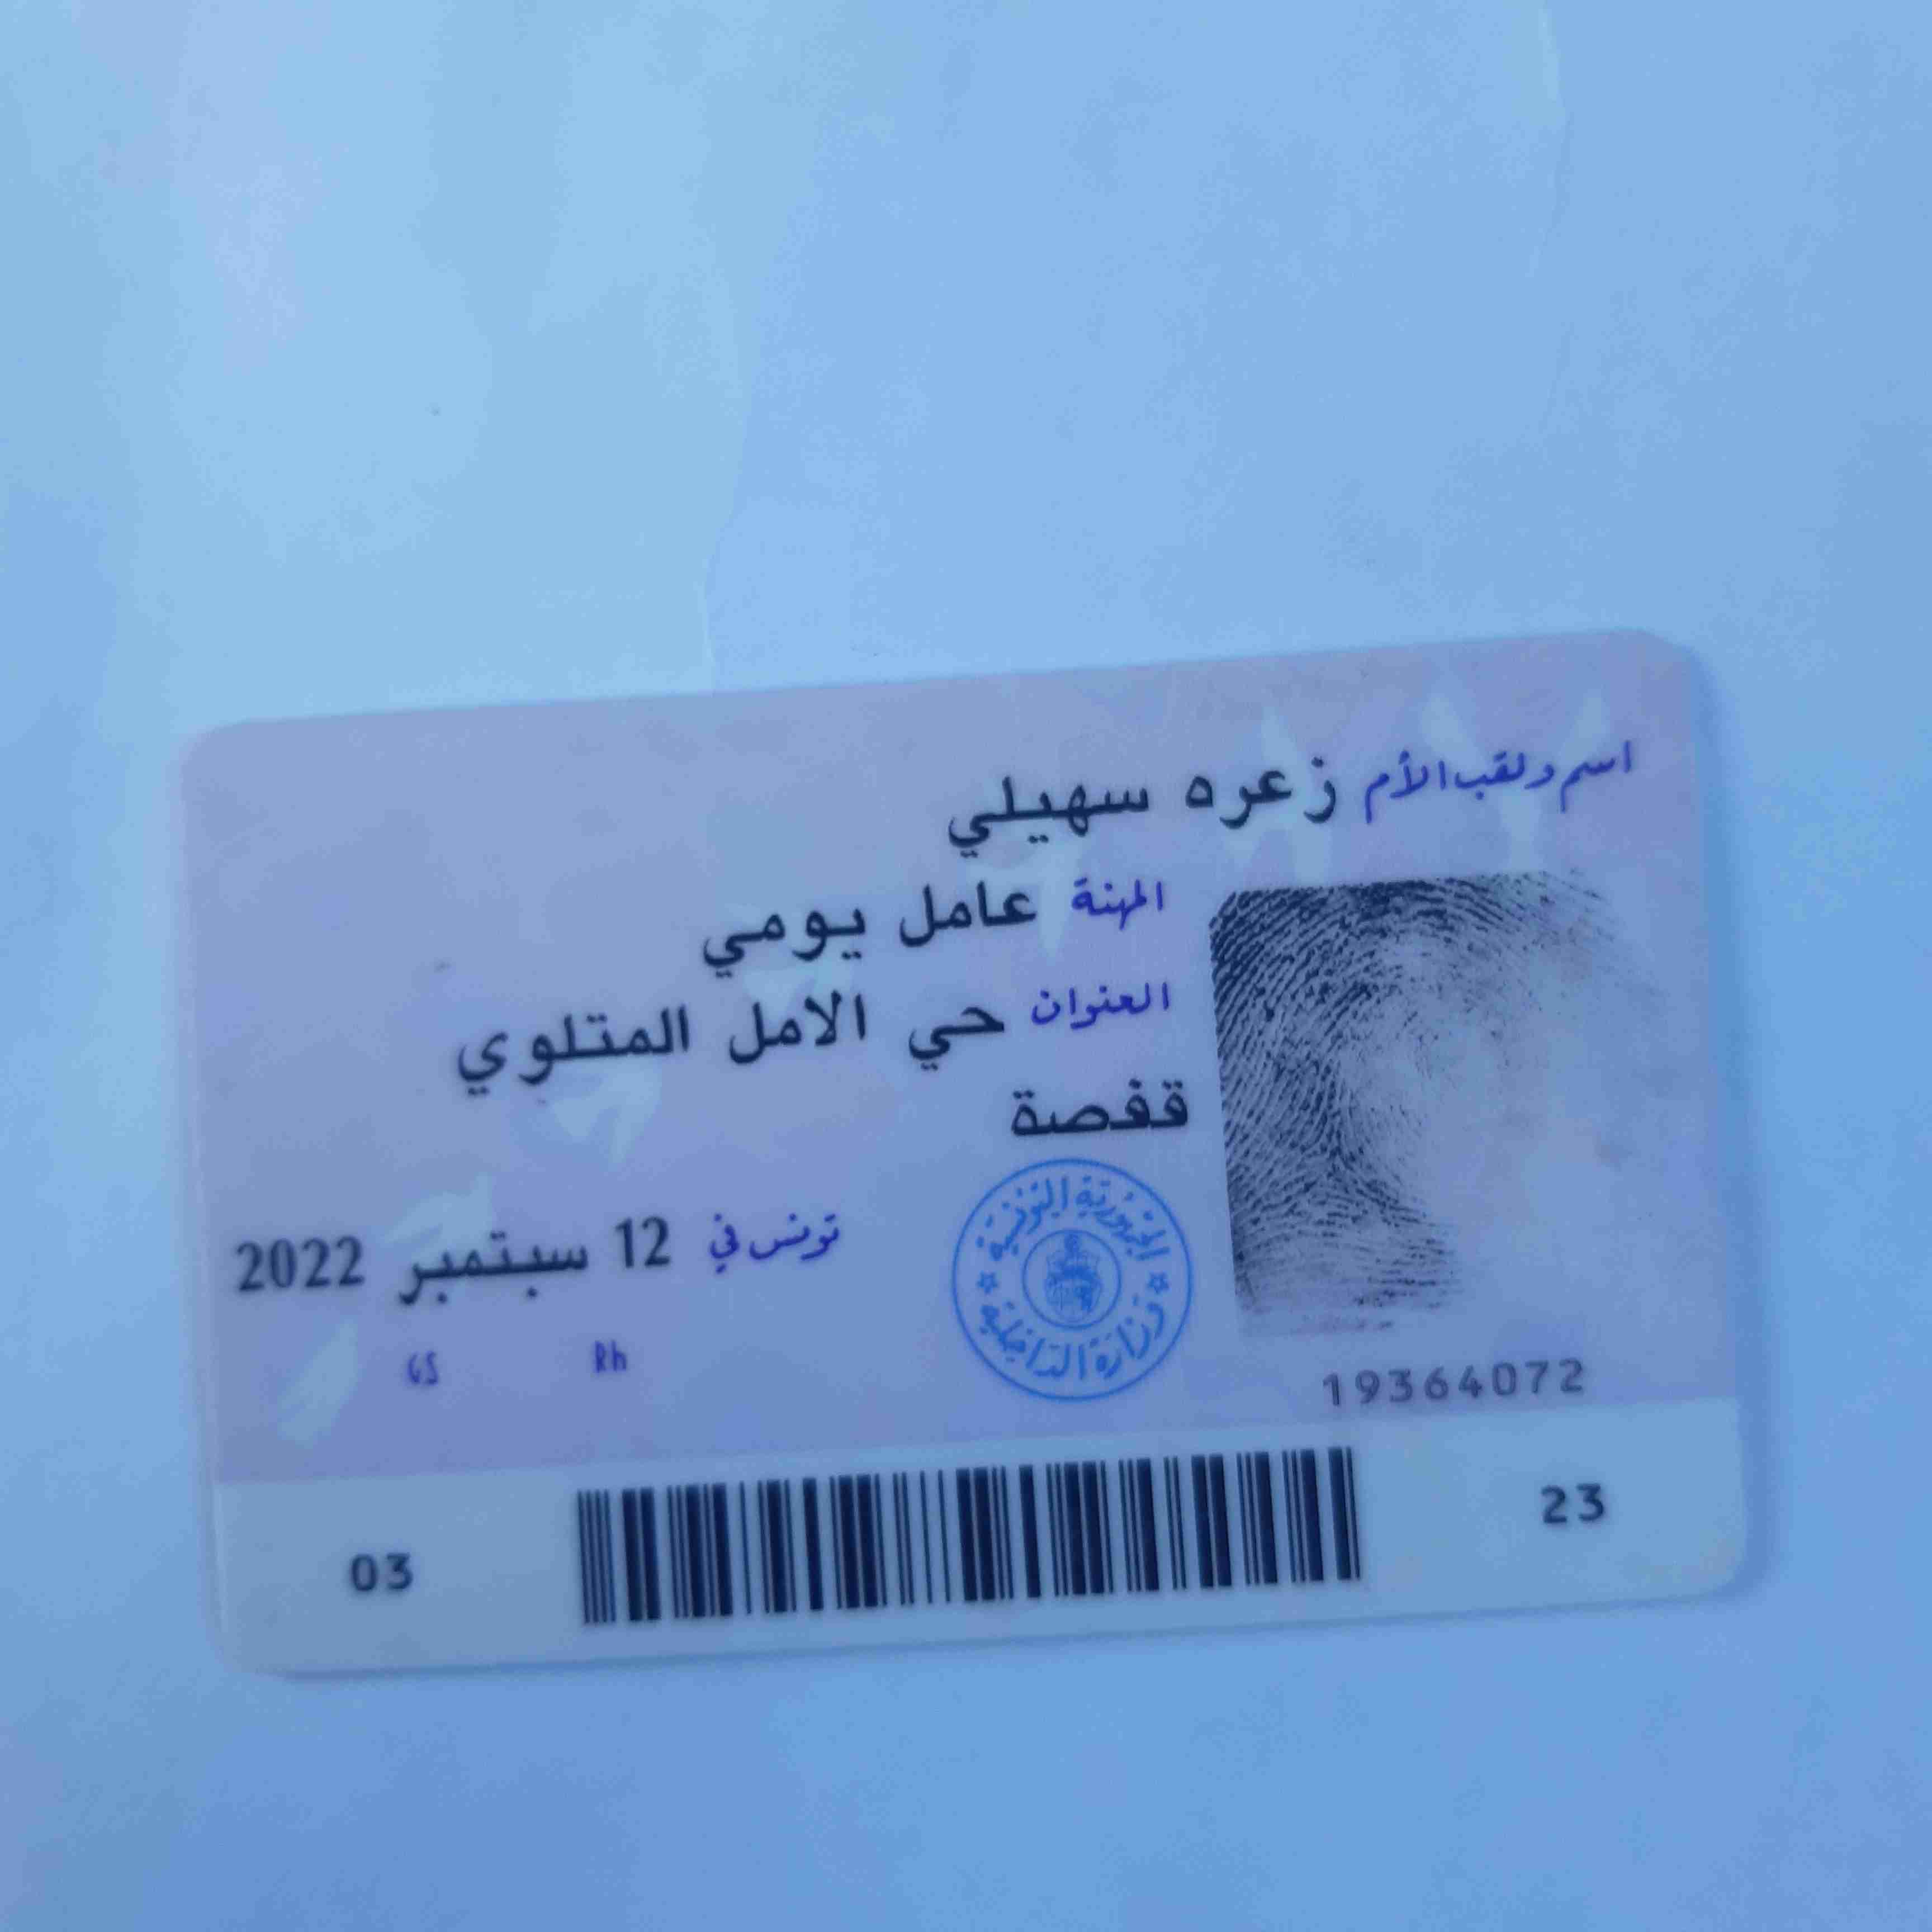 اسم ولقب الأم زعره سهيلي
المهنة عامل يومي
العنوان حي الامل المتلوي
قفصة
الجمهورية التونسية
وزارة الداخلية
تونس في 12 سبتمبر 2022
GS Rh
19364072
03 23